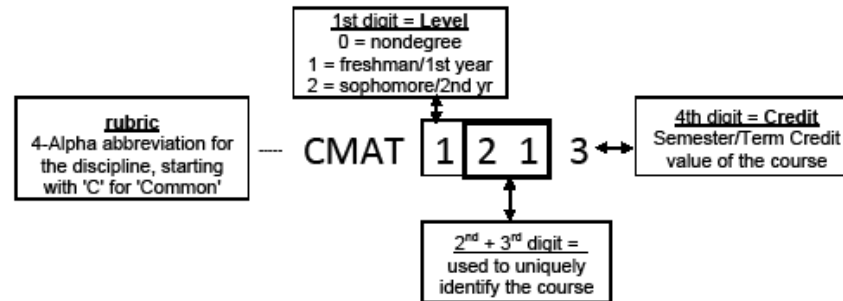 1st digit = Level
0 = nondegree
1 = freshman/1st year
2 = sophomore/2nd yr
rubric
4-Alpha abbreviation for
the discipline, starting
with 'C' for 'Common'
CMAT 1 2 1 3
4th digit = Credit
Semester/Term Credit
value of the course
2nd + 3rd digit =
used to uniquely
identify the course